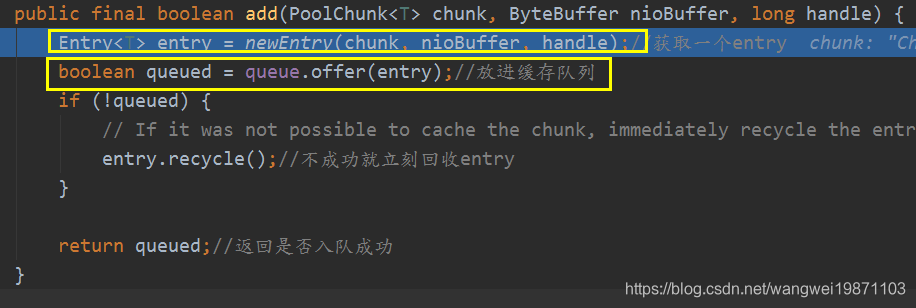 public final boolean add(PoolChunk<T> chunk, ByteBuffer nioBuffer, long handle) {
Entry<T> entry = newEntry(chunk, nioBuffer, handle);//获取一个entry chunk: "Ch
boolean queued = queue.offer(entry);//放进缓存队列
if (!queued) {
// If it was not possible to cache the chunk, immediately recycle the entr
entry.recycle();//不成功就立刻回收entry
}
return queued;//返回是否入队成功
}
https://blog.csdn.net/wangwei19871103